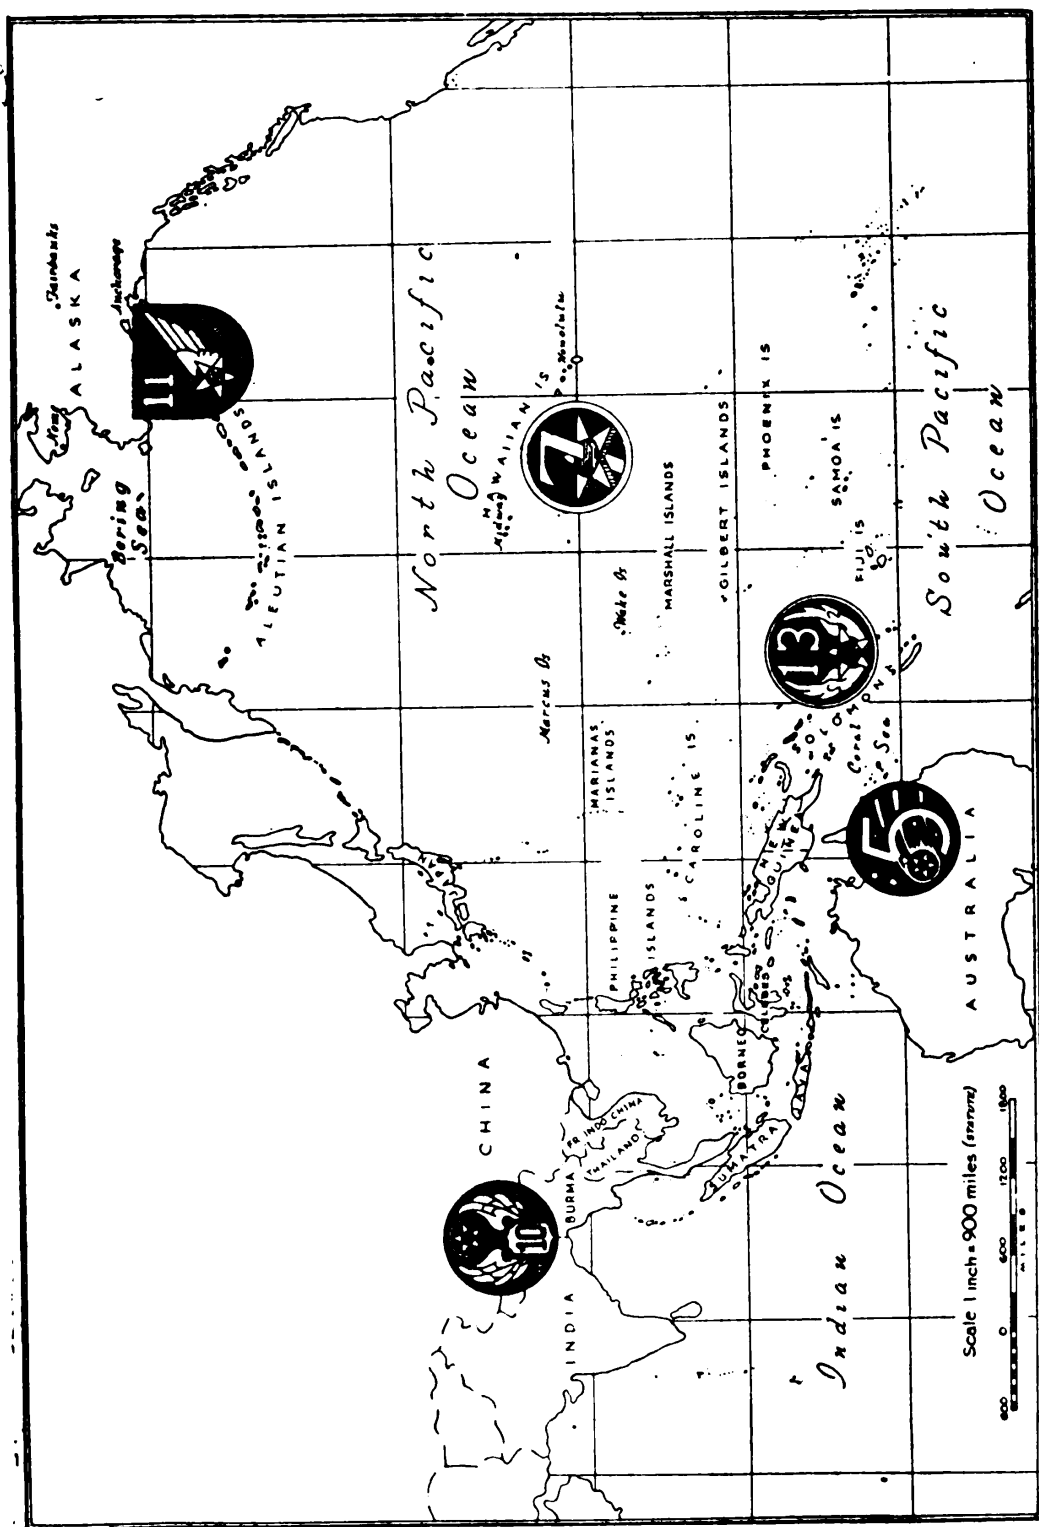 Fairbanks
ALASKA
Anchorage
Nome
11
Bering
Sea
ALEUTIAN ISLANDS
North Pacific
Ocean
HAWAIIAN IS
Midway
Honolulu
7
Wake Is
Marcus Is
MARSHALL ISLANDS
GILBERT ISLANDS
PHOENIX IS
SAMOA IS
FIJI IS
South Pacific
Ocean
MARIANAS
ISLANDS
CAROLINE IS
13
SOLOMONS
Coral
Sea
JAPAN
CHINA
10
PHILIPPINE
ISLANDS
NEW
GUINEA
5
AUSTRALIA
BORNEO
CELEBES
JAVA
SUMATRA
FR INDO CHINA
THAILAND
BURMA
INDIA
Indian Ocean
Scale 1 inch = 900 miles (STATUTE)
600 0 600 1200 1800
MILES